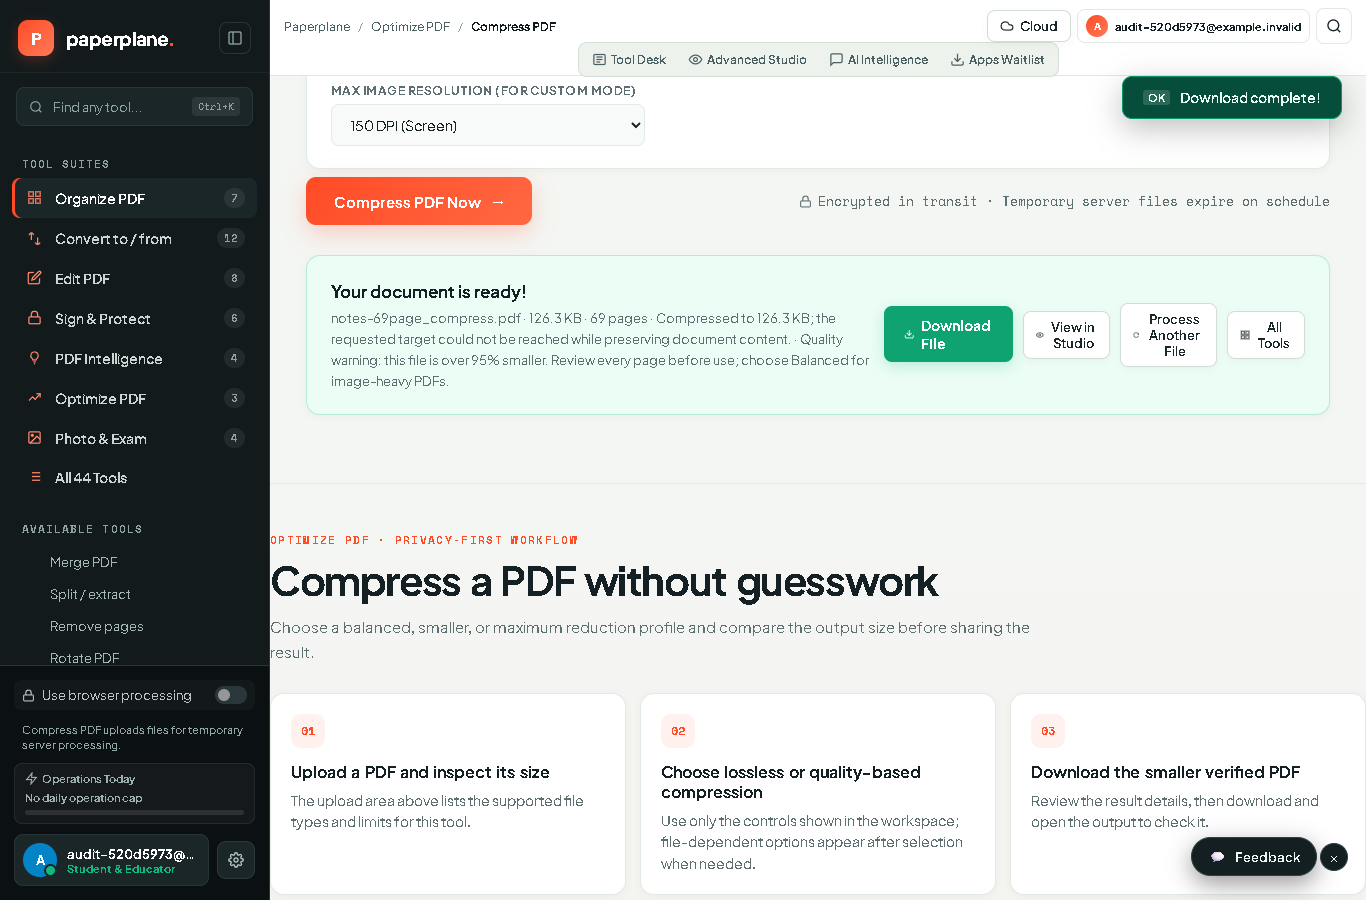 P paperplane.
Find any tool... Ctrl+K
TOOL SUITES
Organize PDF 7
Convert to / from 12
Edit PDF 8
Sign & Protect 6
PDF Intelligence 4
Optimize PDF 3
Photo & Exam 4
All 44 Tools
AVAILABLE TOOLS
Merge PDF
Split / extract
Remove pages
Rotate PDF
Use browser processing
Compress PDF uploads files for temporary
server processing.
Operations Today
No daily operation cap
A audit-520d5973@...
Student & Educator
Paperplane / Optimize PDF / Compress PDF
Cloud
A audit-520d5973@example.invalid
Tool Desk Advanced Studio AI Intelligence Apps Waitlist
OK Download complete!
MAX IMAGE RESOLUTION (FOR CUSTOM MODE)
150 DPI (Screen)
Compress PDF Now →
Encrypted in transit · Temporary server files expire on schedule
Your document is ready!
notes-69page_compress.pdf · 126.3 KB · 69 pages · Compressed to 126.3 KB; the
requested target could not be reached while preserving document content. · Quality
warning: this file is over 95% smaller. Review every page before use; choose Balanced for
image-heavy PDFs.
Download
File
View in
Studio
Process
Another
File
All
Tools
OPTIMIZE PDF · PRIVACY-FIRST WORKFLOW
Compress a PDF without guesswork
Choose a balanced, smaller, or maximum reduction profile and compare the output size before sharing the
result.
01
Upload a PDF and inspect its size
The upload area above lists the supported file
types and limits for this tool.
02
Choose lossless or quality-based
compression
Use only the controls shown in the workspace;
file-dependent options appear after selection
when needed.
03
Download the smaller verified PDF
Review the result details, then download and
open the output to check it.
Feedback ×